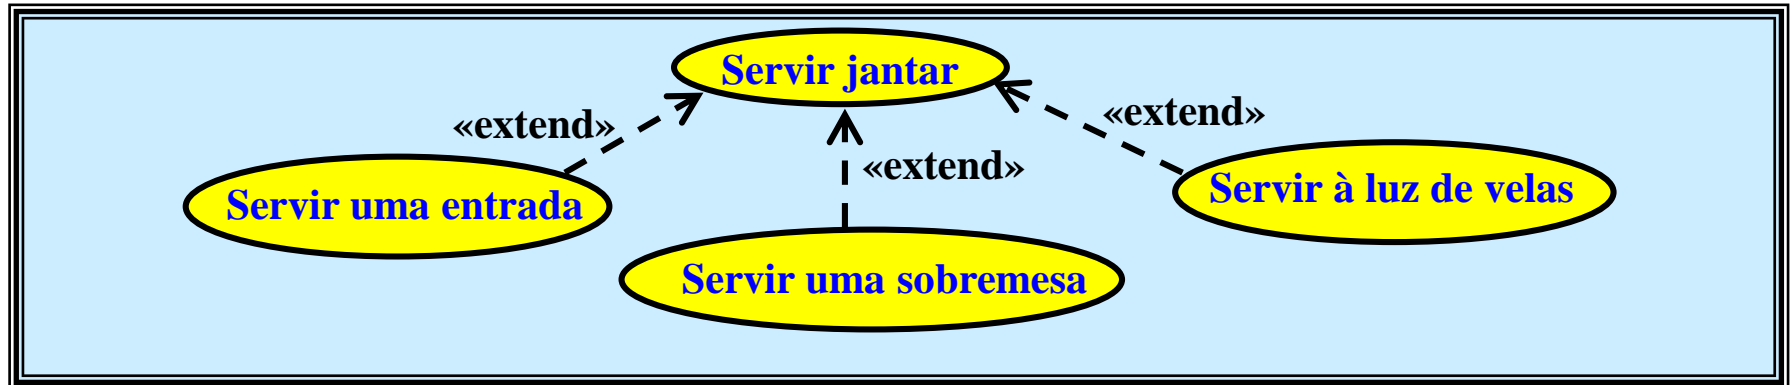 Servir jantar
«extend»
«extend»
«extend»
Servir uma entrada
Servir à luz de velas
Servir uma sobremesa